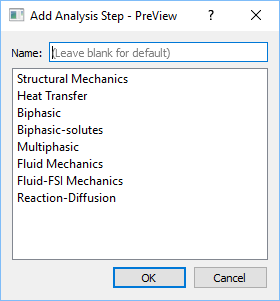 Add Analysis Step - PreView
Name: (Leave blank for default)
Structural Mechanics
Heat Transfer
Biphasic
Biphasic-solutes
Multiphasic
Fluid Mechanics
Fluid-FSI Mechanics
Reaction-Diffusion
OK Cancel